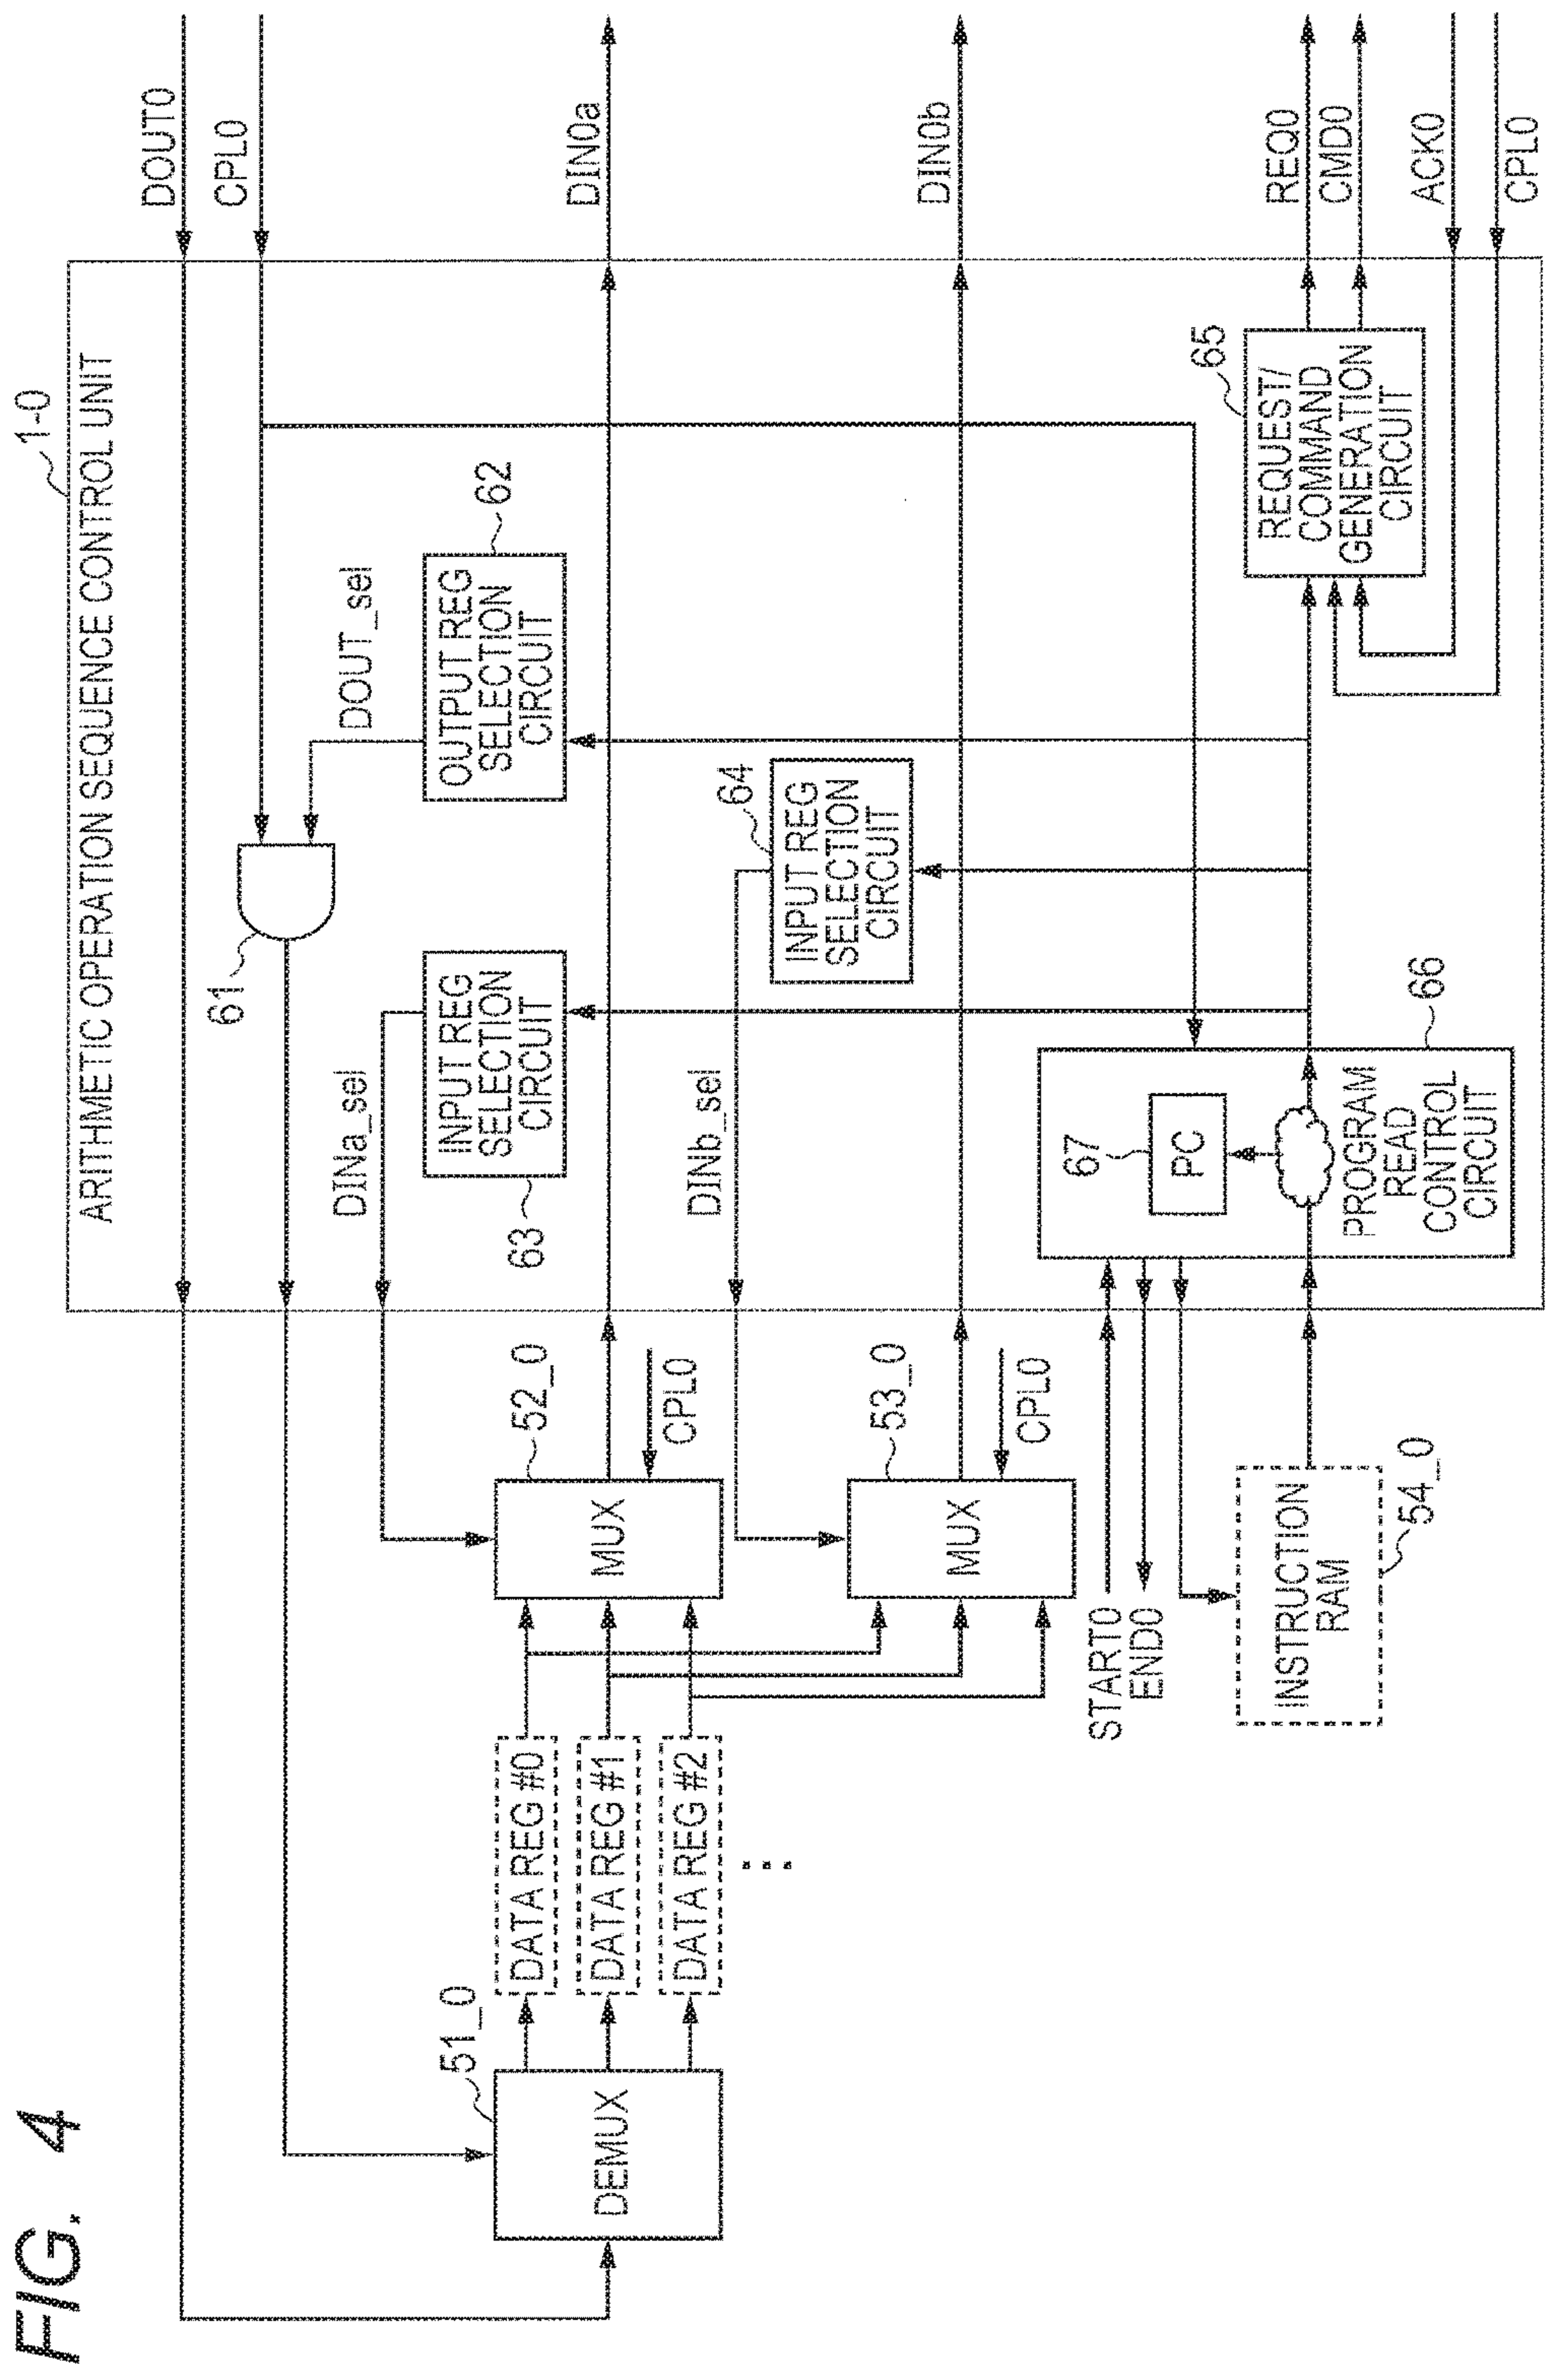 FIG. 4
1-0
ARITHMETIC OPERATION SEQUENCE CONTROL UNIT
DOUT0
CPL0
61
DOUT_sel
62
OUTPUT REG
SELECTION
CIRCUIT
DINa_sel
INPUT REG
SELECTION
CIRCUIT
63
51_0
DEMUX
DATA REG #0
DATA REG #1
DATA REG #2
52_0
MUX
CPL0
DIN0a
DINb_sel
64
INPUT REG
SELECTION
CIRCUIT
53_0
MUX
CPL0
DIN0b
START0
END0
67
PC
66
PROGRAM
READ
CONTROL
CIRCUIT
INSTRUCTION
RAM
54_0
65
REQUEST/
COMMAND
GENERATION
CIRCUIT
REQ0
CMD0
ACK0
CPL0